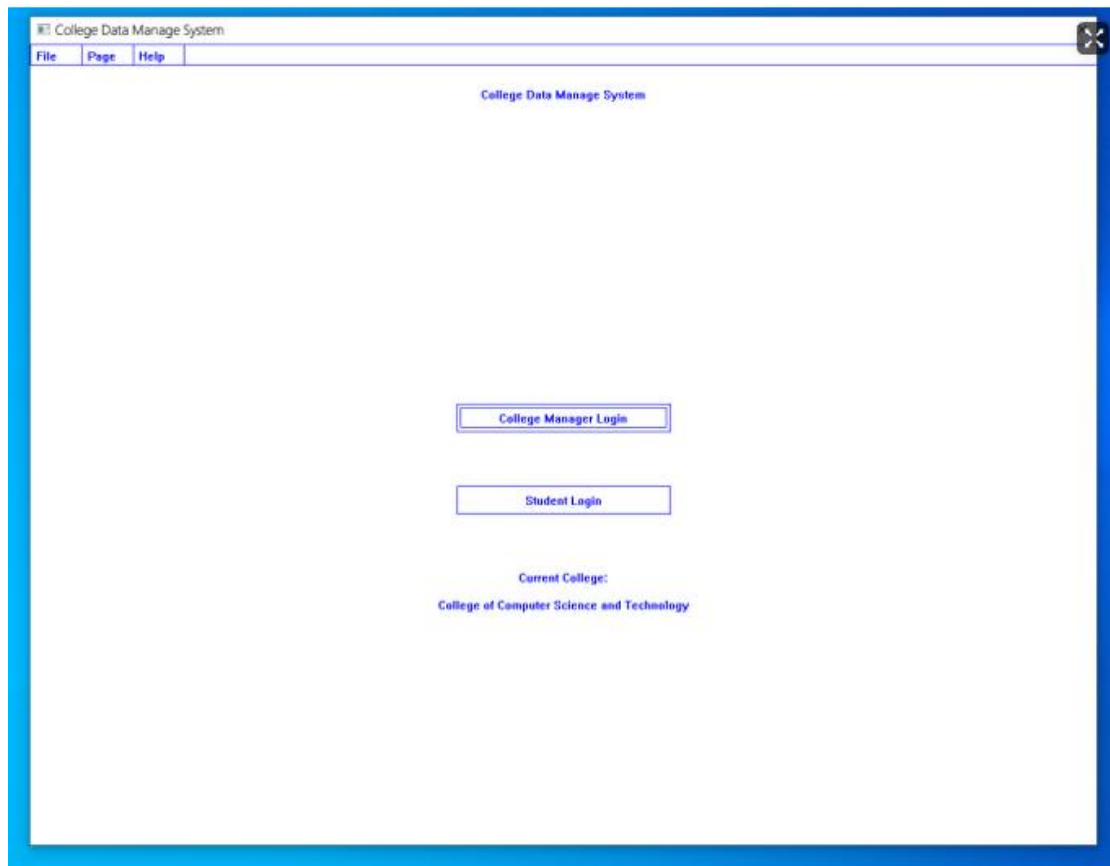 College Data Manage System
File Page Help
College Data Manage System
College Manager Login
Student Login
Current College:
College of Computer Science and Technology